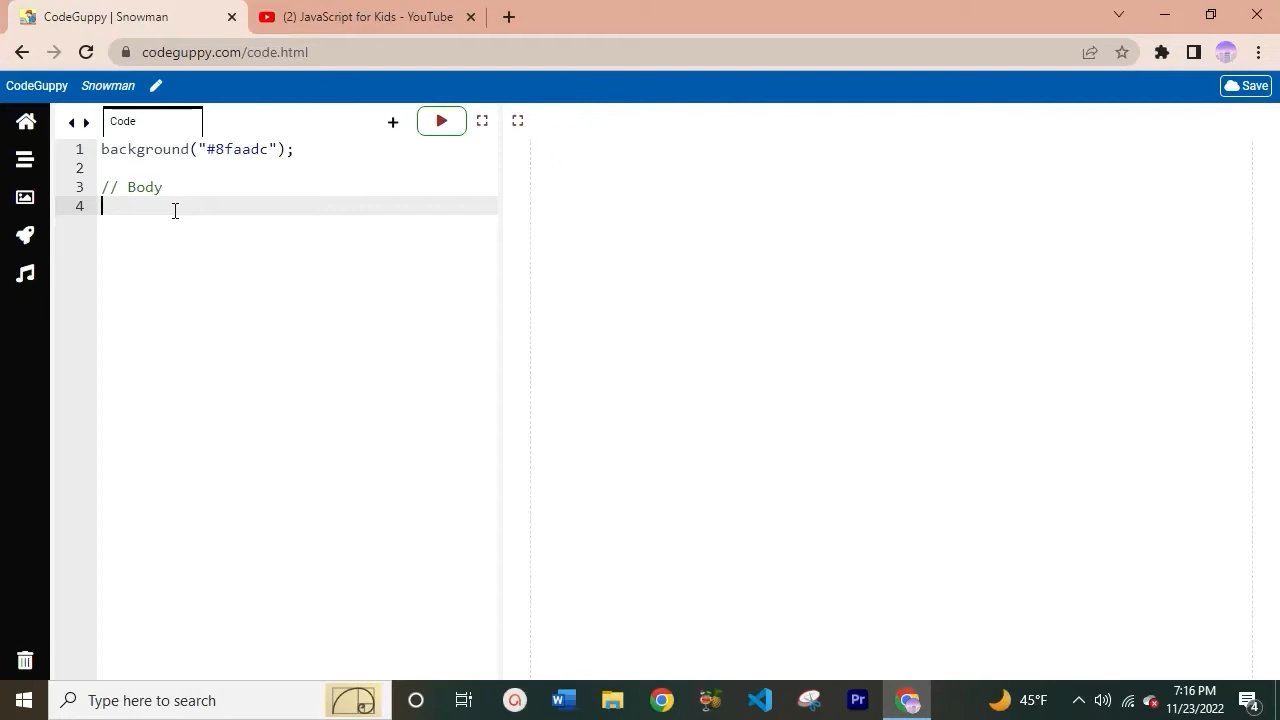 CodeGuppy | Snowman
(2) JavaScript for Kids - YouTube
codeguppy.com/code.html
CodeGuppy Snowman
Save
Code
1 background("#8faadc");
2
3 // Body
4
Type here to search
45°F
7:16 PM
11/23/2022
4